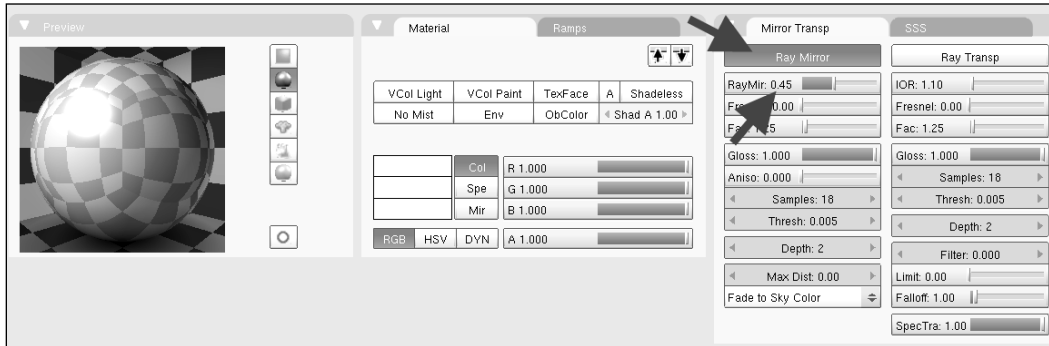 Preview
Material
Ramps
VCol Light
VCol Paint
TexFace
A
Shadeless
No Mist
Env
ObColor
Shad A 1.00
Col
Spe
Mir
R 1.000
G 1.000
B 1.000
RGB
HSV
DYN
A 1.000
Mirror Transp
SSS
Ray Mirror
RayMir: 0.45
0.00
Gloss: 1.000
Aniso: 0.000
Samples: 18
Thresh: 0.005
Depth: 2
Max Dist: 0.00
Fade to Sky Color
Ray Transp
IOR: 1.10
Fresnel: 0.00
Fac: 1.25
Gloss: 1.000
Samples: 18
Thresh: 0.005
Depth: 2
Filter: 0.000
Limit: 0.00
Falloff: 1.00
SpecTra: 1.00